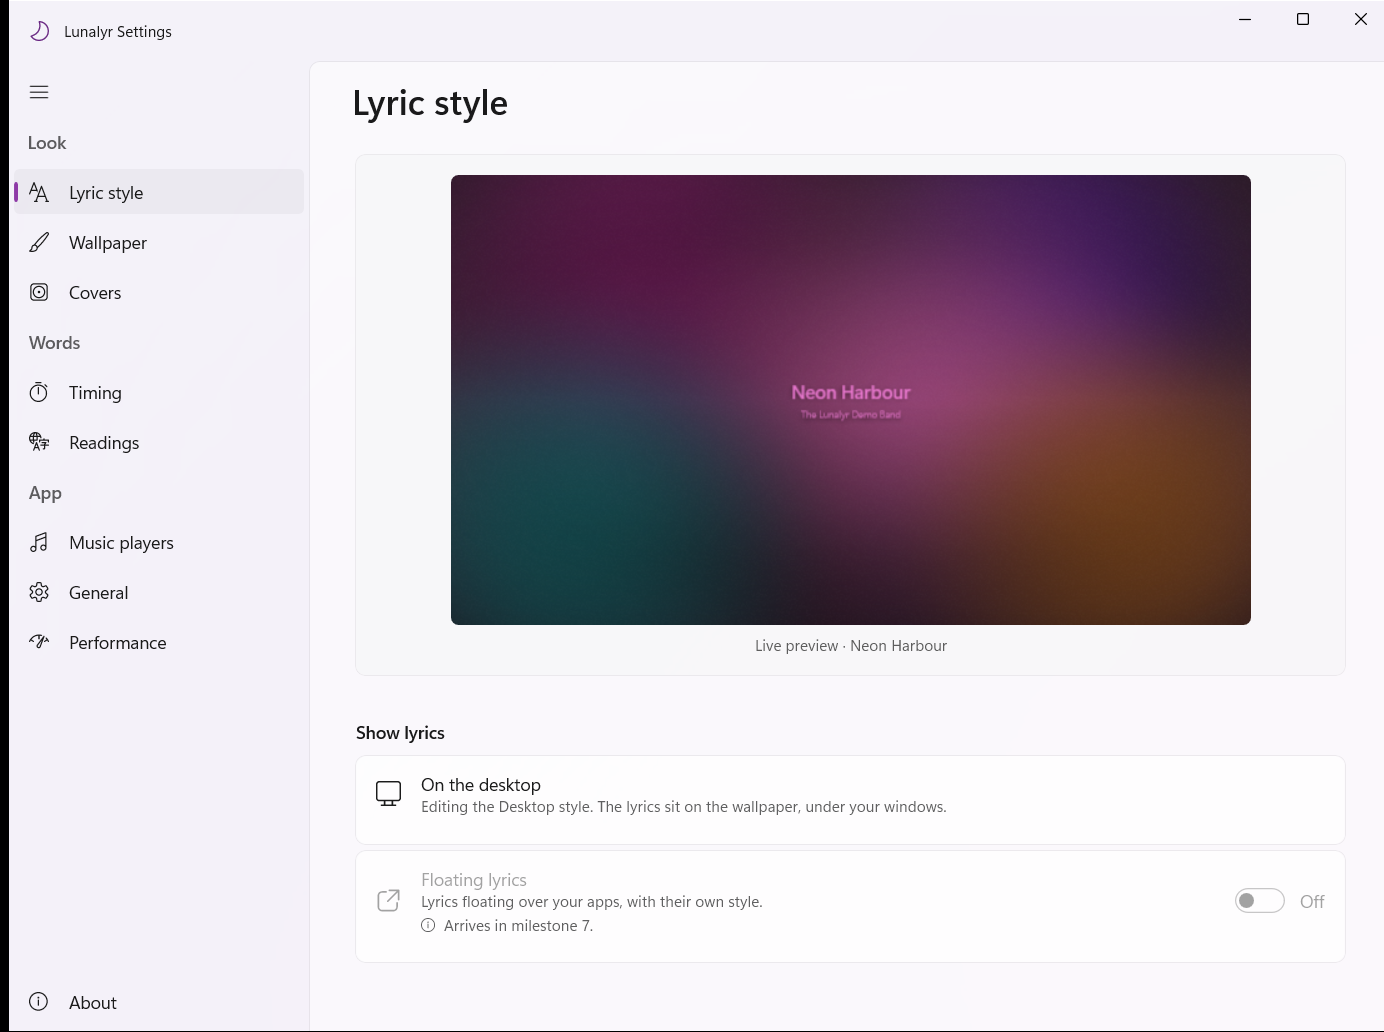 Lunalyr Settings
Look
Lyric style
Wallpaper
Covers
Words
Timing
Readings
App
Music players
General
Performance
About
Lyric style
Neon Harbour
The Lunalyr Demo Band
Live preview · Neon Harbour
Show lyrics
On the desktop
Editing the Desktop style. The lyrics sit on the wallpaper, under your windows.
Floating lyrics
Lyrics floating over your apps, with their own style.
Arrives in milestone 7.
Off